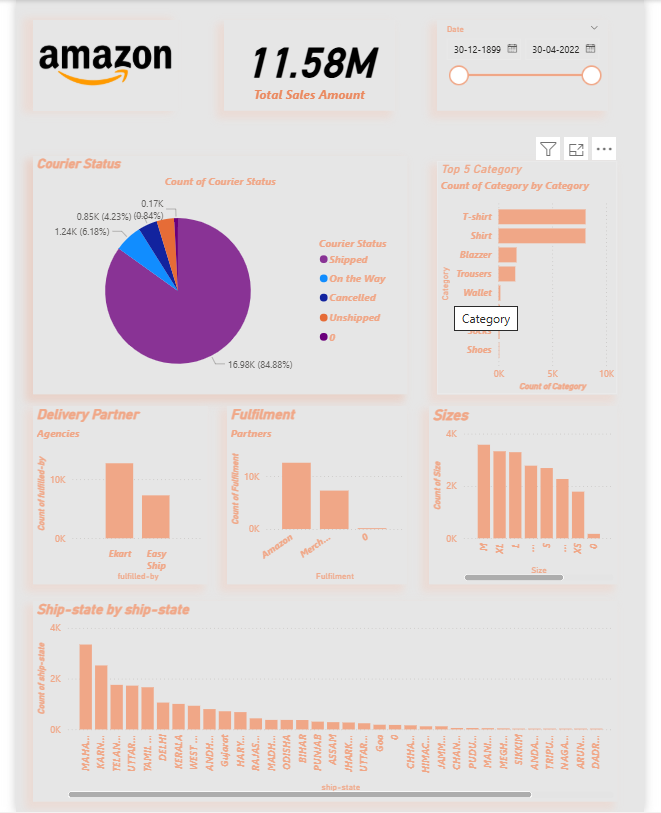 amazon
11.58M
Total Sales Amount
Date
30-12-1899
30-04-2022
Courier Status
Count of Courier Status
0.17K
(0.84%)
0.85K (4.23%)
1.24K (6.18%)
16.98K (84.88%)
Courier Status
Shipped
On the Way
Cancelled
Unshipped
0
Top 5 Category
Count of Category by Category
Category
T-shirt
Shirt
Blazzer
Trousers
Wallet
Category
Shoes
0K
5K
10K
Count of Category
Delivery Partner
Agencies
Count of fulfilled-by
10K
0K
Ekart
Easy
Ship
fulfilled-by
Fulfilment
Partners
Count of Fulfilment
10K
0K
Amazon
Merch...
0
Fulfilment
Sizes
Count of Size
4K
2K
0K
M
XL
L
...
S
...
XS
0
Size
Ship-state by ship-state
Count of ship-state
4K
2K
0K
MAHA...
KARN...
TELAN...
UTTAR...
TAMIL ...
DELHI
KERALA
WEST ...
ANDH...
Gujarat
HARY...
RAJAS...
MADH...
ODISHA
BIHAR
PUNJAB
ASSAM
JHARK...
UTTAR...
Goa
0
CHHA...
HIMAC...
JAMM...
CHAN...
PUDU...
MANI...
MEGH...
SIKKIM
ANDA...
TRIPU...
NAGA...
ARUN...
DADR...
ship-state